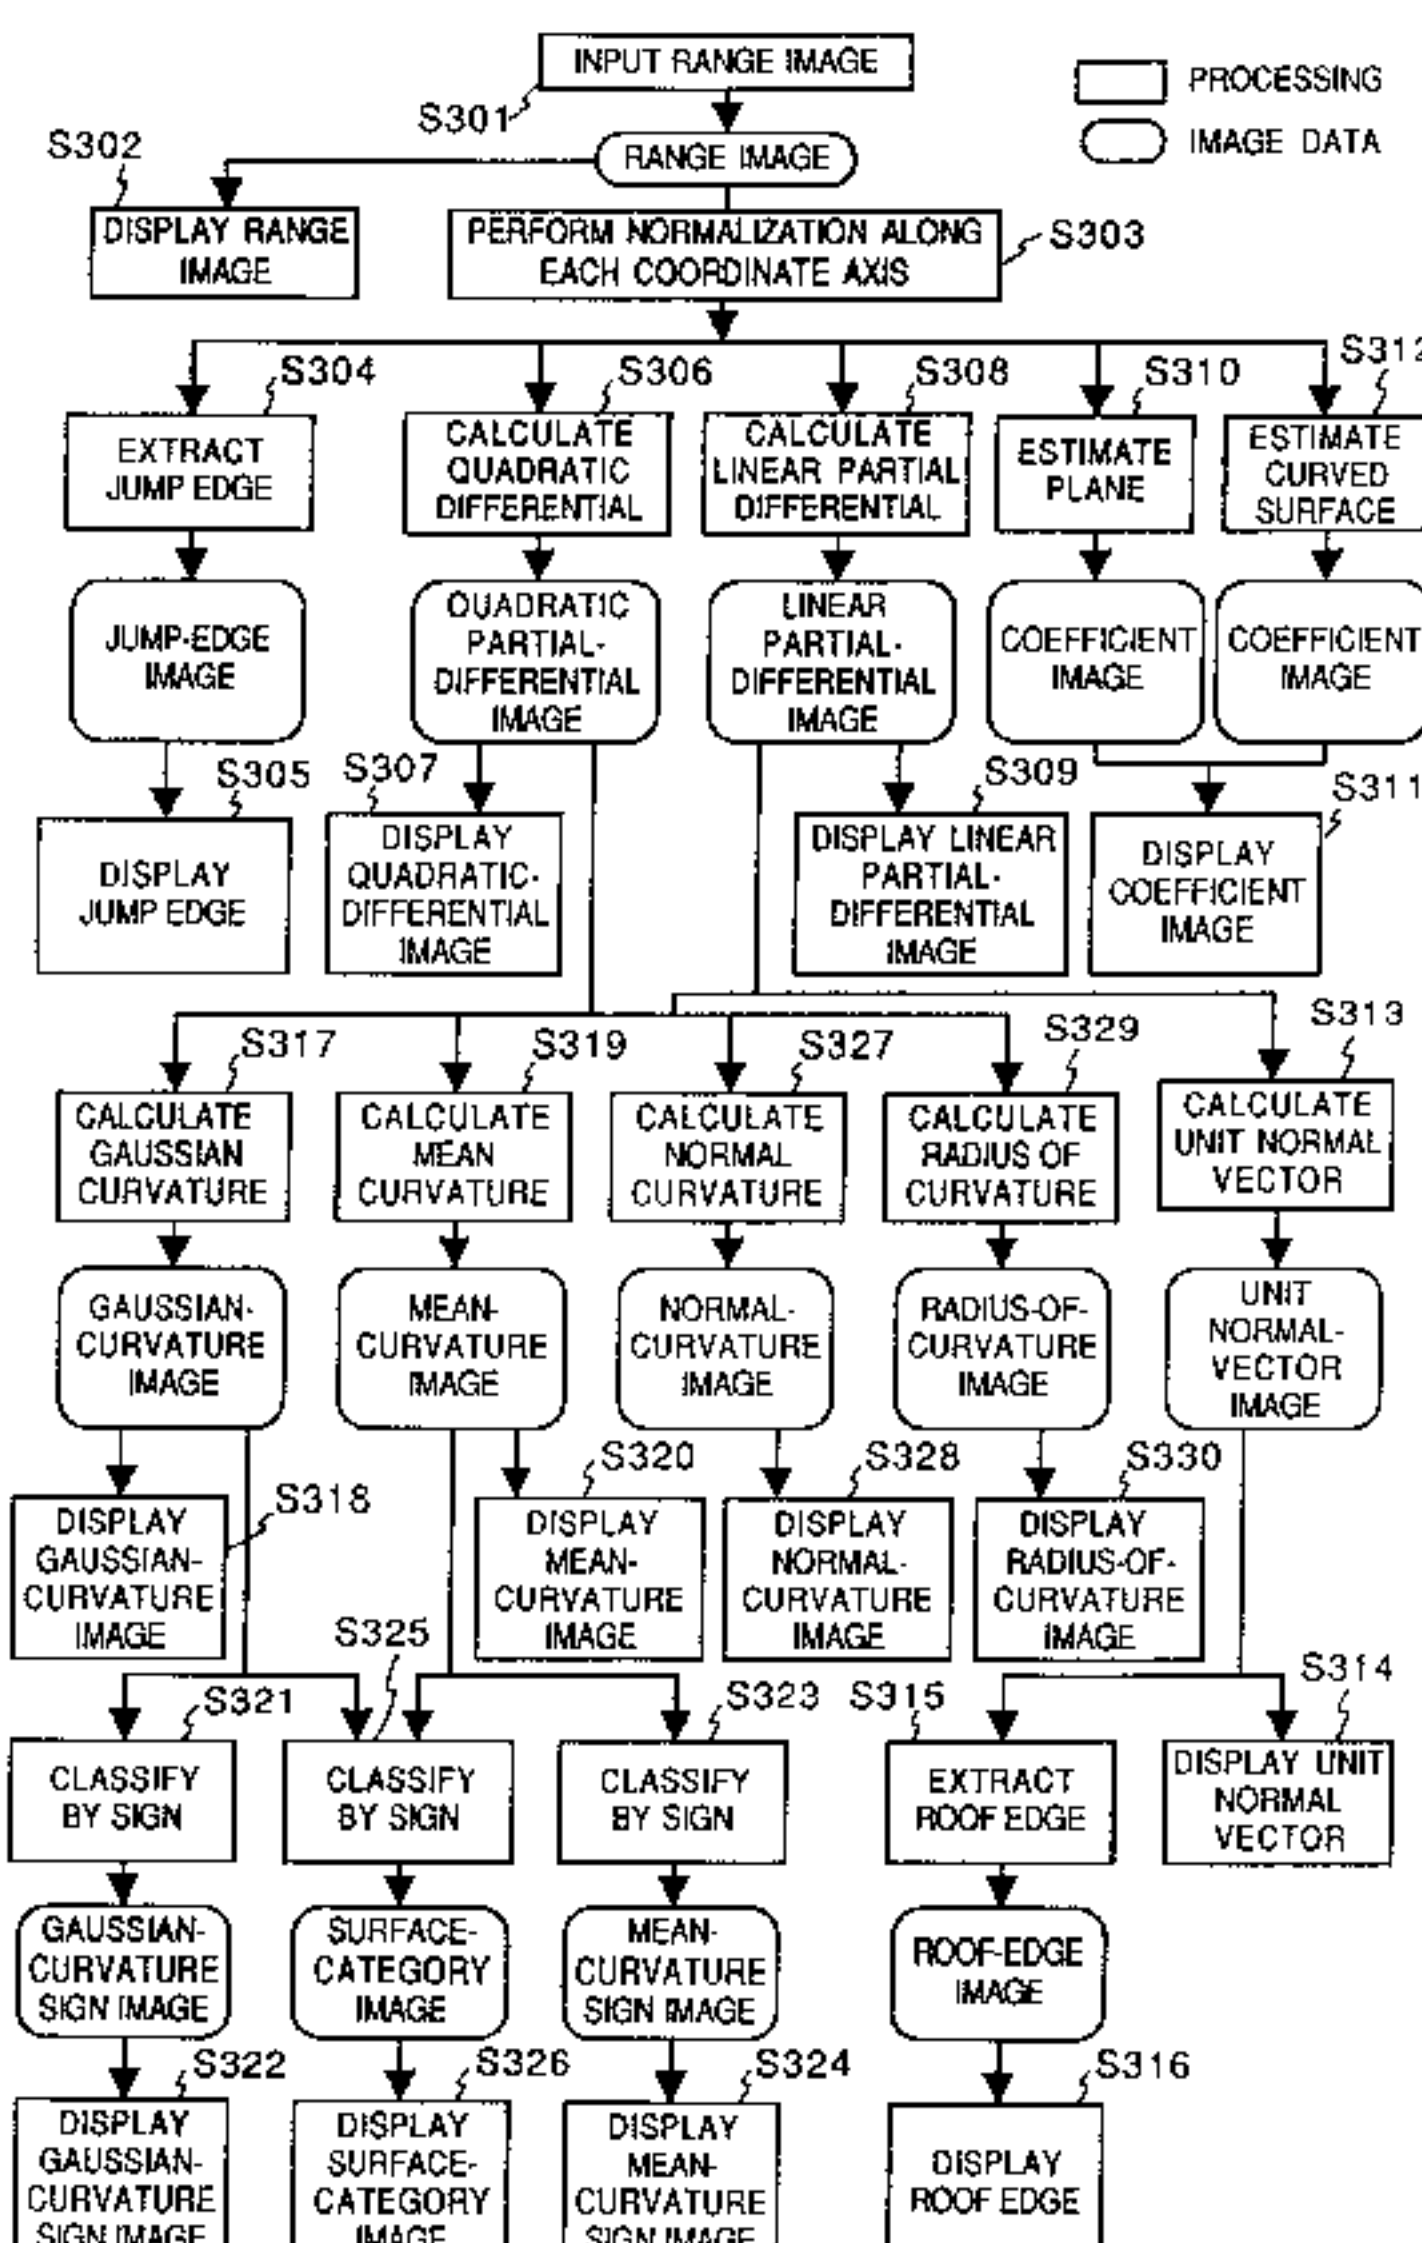 INPUT RANGE IMAGE
PROCESSING
S301
IMAGE DATA
S302
RANGE IMAGE
DISPLAY RANGE
IMAGE
PERFORM NORMALIZATION ALONG
EACH COORDINATE AXIS
S303
S304
S306
S308
S310
S312
EXTRACT
JUMP EDGE
CALCULATE
QUADRATIC
DIFFERENTIAL
CALCULATE
LINEAR PARTIAL
DIFFERENTIAL
ESTIMATE
PLANE
ESTIMATE
CURVED
SURFACE
JUMP-EDGE
IMAGE
QUADRATIC
PARTIAL-
DIFFERENTIAL
IMAGE
LINEAR
PARTIAL-
DIFFERENTIAL
IMAGE
COEFFICIENT
IMAGE
COEFFICIENT
IMAGE
S305
S307
S309
S311
DISPLAY
JUMP EDGE
DISPLAY
QUADRATIC-
DIFFERENTIAL
IMAGE
DISPLAY LINEAR
PARTIAL-
DIFFERENTIAL
IMAGE
DISPLAY
COEFFICIENT
IMAGE
S317
S319
S327
S329
S313
CALCULATE
GAUSSIAN
CURVATURE
CALCULATE
MEAN
CURVATURE
CALCULATE
NORMAL
CURVATURE
CALCULATE
RADIUS OF
CURVATURE
CALCULATE
UNIT NORMAL
VECTOR
GAUSSIAN-
CURVATURE
IMAGE
MEAN-
CURVATURE
IMAGE
NORMAL-
CURVATURE
IMAGE
RADIUS-OF-
CURVATURE
IMAGE
UNIT
NORMAL-
VECTOR
IMAGE
S318
S320
S328
S330
DISPLAY
GAUSSIAN-
CURVATURE
IMAGE
DISPLAY
MEAN-
CURVATURE
IMAGE
DISPLAY
NORMAL-
CURVATURE
IMAGE
DISPLAY
RADIUS-OF-
CURVATURE
IMAGE
S321
S325
S323
S315
S314
CLASSIFY
BY SIGN
CLASSIFY
BY SIGN
CLASSIFY
BY SIGN
EXTRACT
ROOF EDGE
DISPLAY UNIT
NORMAL
VECTOR
GAUSSIAN-
CURVATURE
SIGN IMAGE
SURFACE-
CATEGORY
IMAGE
MEAN-
CURVATURE
SIGN IMAGE
ROOF-EDGE
IMAGE
S322
S326
S324
S316
DISPLAY
GAUSSIAN-
CURVATURE
SIGN IMAGE
DISPLAY
SURFACE-
CATEGORY
IMAGE
DISPLAY
MEAN-
CURVATURE
SIGN IMAGE
DISPLAY
ROOF EDGE